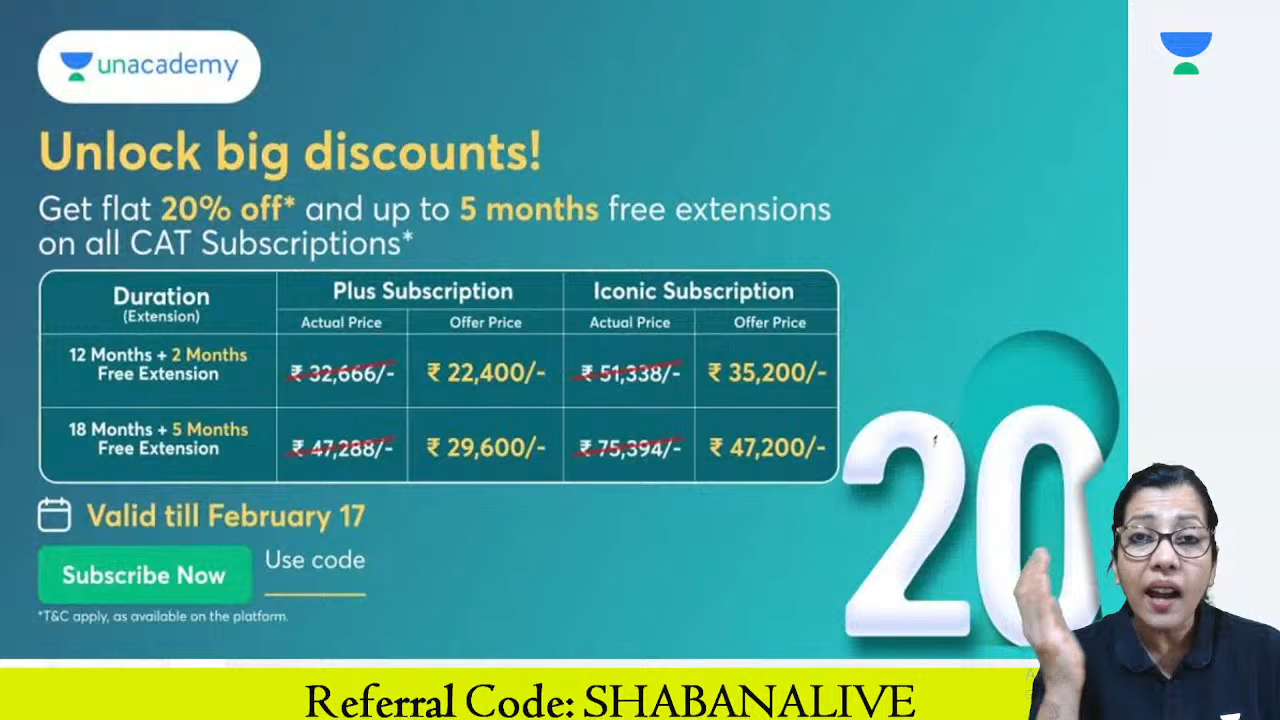 unacademy
Unlock big discounts!
Get flat 20% off* and up to 5 months free extensions
on all CAT Subscriptions*
Duration
(Extension)
Plus Subscription
Iconic Subscription
Actual Price
Offer Price
Actual Price
Offer Price
12 Months + 2 Months
Free Extension
₹ 32,666/-
₹ 22,400/-
₹ 51,338/-
₹ 35,200/-
18 Months + 5 Months
Free Extension
₹ 47,288/-
₹ 29,600/-
₹ 75,394/-
₹ 47,200/-
20
Valid till February 17
Subscribe Now
Use code
*T&C apply, as available on the platform.
Referral Code: SHABANALIVE